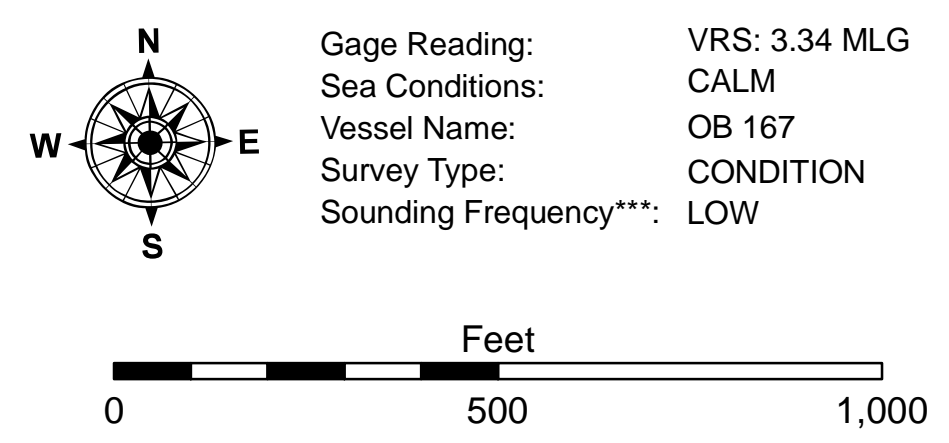 N
W E
S
Gage Reading: VRS: 3.34 MLG
Sea Conditions: CALM
Vessel Name: OB 167
Survey Type: CONDITION
Sounding Frequency***: LOW
Feet
0 500 1,000